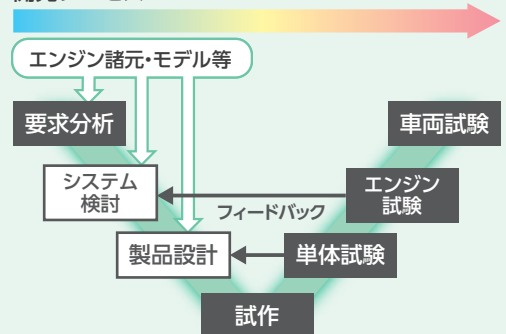 エンジン諸元・モデル等
要求分析
車両試験
システム
検討
エンジン
試験
フィードバック
製品設計
単体試験
試作